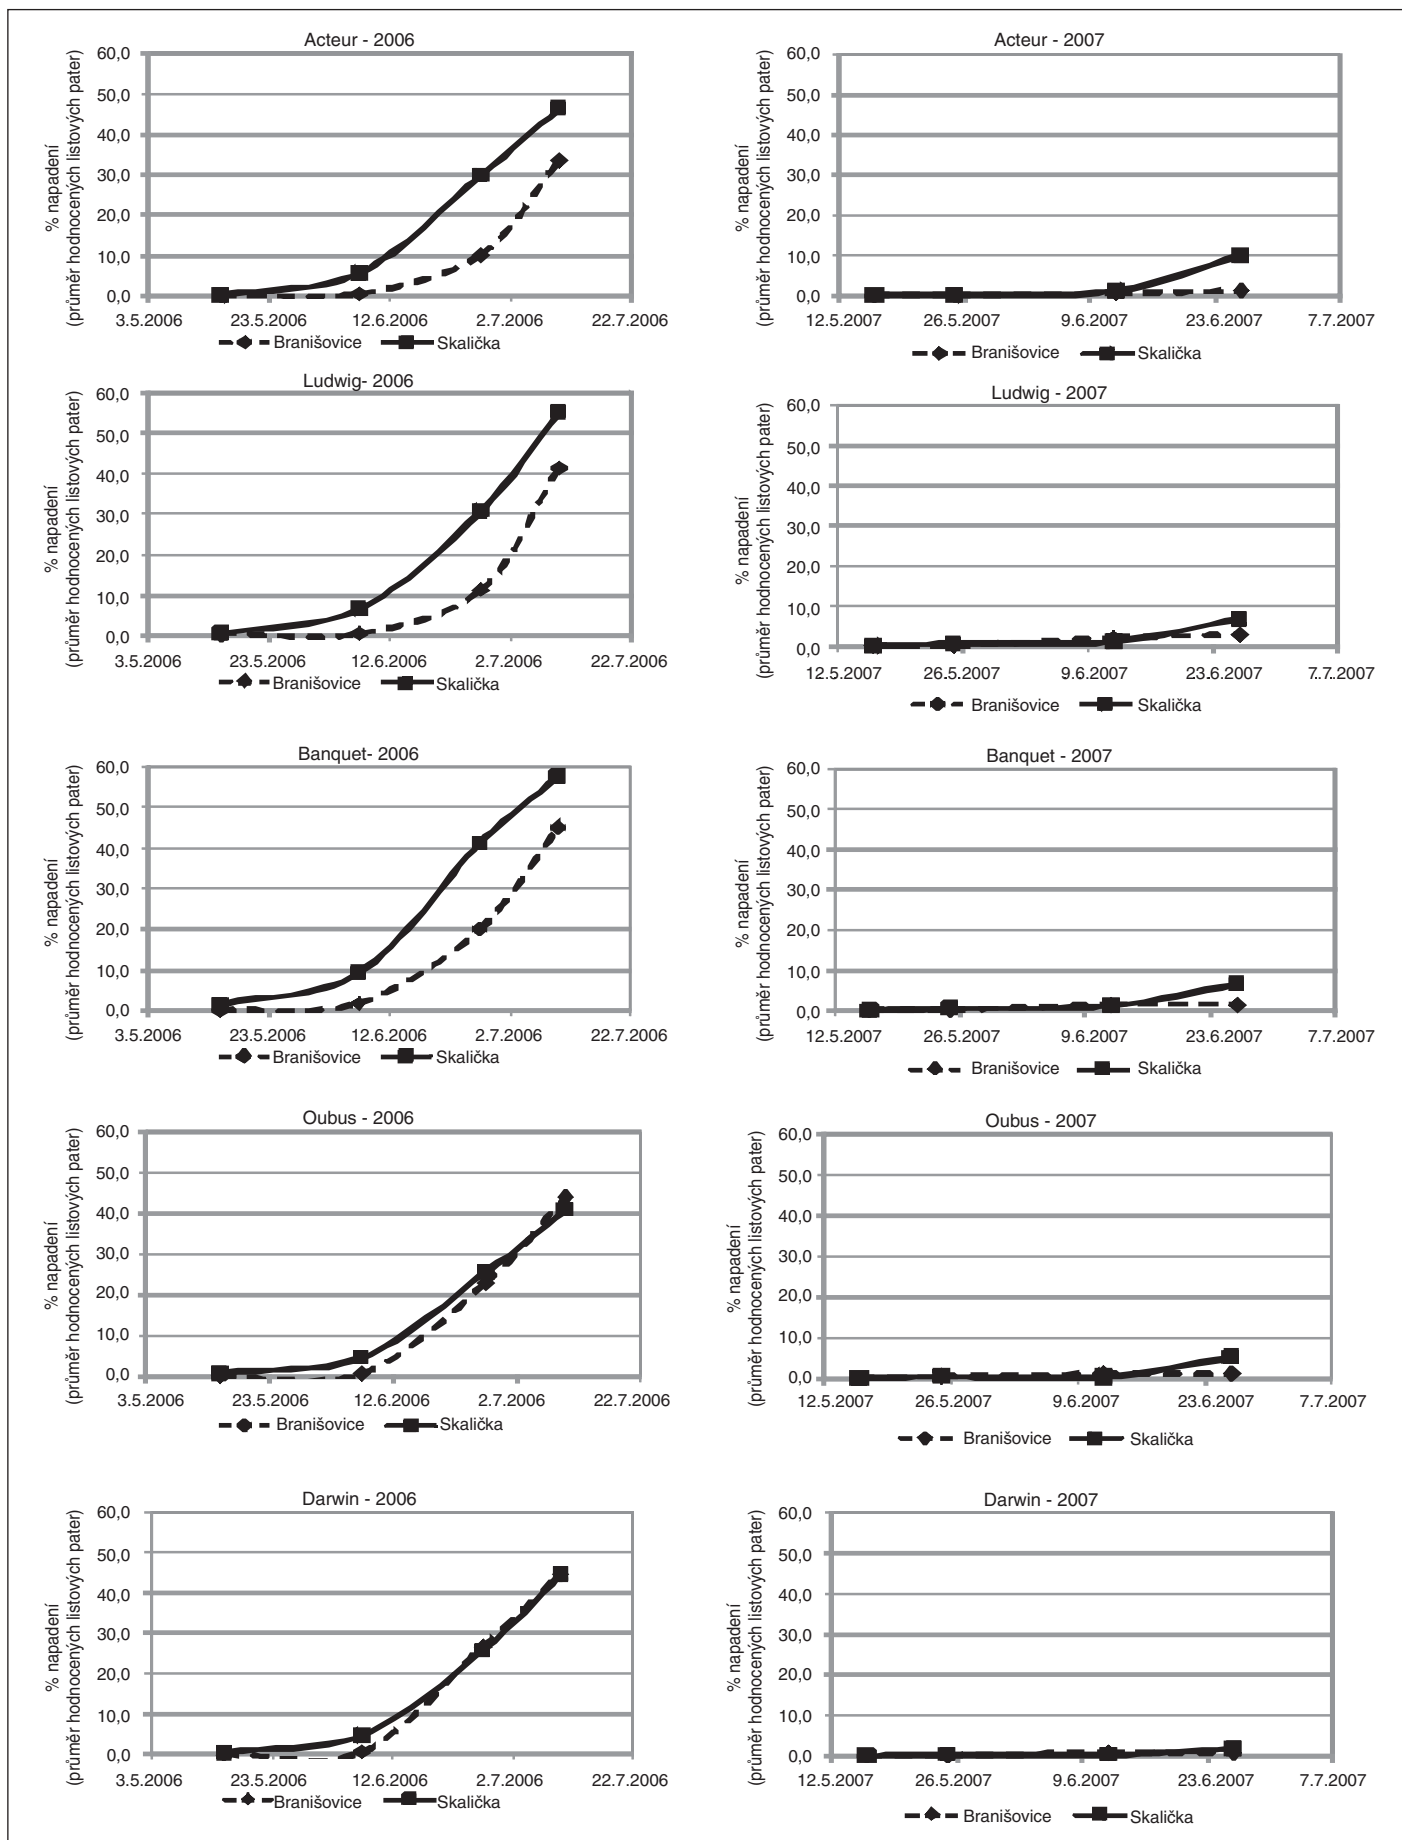 Acteur - 2006
% napadení
(průměr hodnocených listových pater)
60,0
50,0
40,0
30,0
20,0
10,0
0,0
3.5.2006 23.5.2006 12.6.2006 2.7.2006 22.7.2006
Branišovice Skalička
Acteur - 2007
% napadení
(průměr hodnocených listových pater)
60,0
50,0
40,0
30,0
20,0
10,0
0,0
12.5.2007 26.5.2007 9.6.2007 23.6.2007 7.7.2007
Branišovice Skalička
Ludwig- 2006
% napadení
(průměr hodnocených listových pater)
60,0
50,0
40,0
30,0
20,0
10,0
0,0
3.5.2006 23.5.2006 12.6.2006 2.7.2006 22.7.2006
Branišovice Skalička
Ludwig - 2007
% napadení
(průměr hodnocených listových pater)
60,0
50,0
40,0
30,0
20,0
10,0
0,0
12.5.2007 26.5.2007 9.6.2007 23.6.2007 7.7.2007
Branišovice Skalička
Banquet- 2006
% napadení
(průměr hodnocených listových pater)
60,0
50,0
40,0
30,0
20,0
10,0
0,0
3.5.2006 23.5.2006 12.6.2006 2.7.2006 22.7.2006
Branišovice Skalička
Banquet - 2007
% napadení
(průměr hodnocených listových pater)
60,0
50,0
40,0
30,0
20,0
10,0
0,0
12.5.2007 26.5.2007 9.6.2007 23.6.2007 7.7.2007
Branišovice Skalička
Oubus - 2006
% napadení
(průměr hodnocených listových pater)
60,0
50,0
40,0
30,0
20,0
10,0
0,0
3.5.2006 23.5.2006 12.6.2006 2.7.2006 22.7.2006
Branišovice Skalička
Oubus - 2007
% napadení
(průměr hodnocených listových pater)
60,0
50,0
40,0
30,0
20,0
10,0
0,0
12.5.2007 26.5.2007 9.6.2007 23.6.2007 7.7.2007
Branišovice Skalička
Darwin - 2006
% napadení
(průměr hodnocených listových pater)
60,0
50,0
40,0
30,0
20,0
10,0
0,0
3.5.2006 23.5.2006 12.6.2006 2.7.2006 22.7.2006
Branišovice Skalička
Darwin - 2007
% napadení
(průměr hodnocených listových pater)
60,0
50,0
40,0
30,0
20,0
10,0
0,0
12.5.2007 26.5.2007 9.6.2007 23.6.2007 7.7.2007
Branišovice Skalička